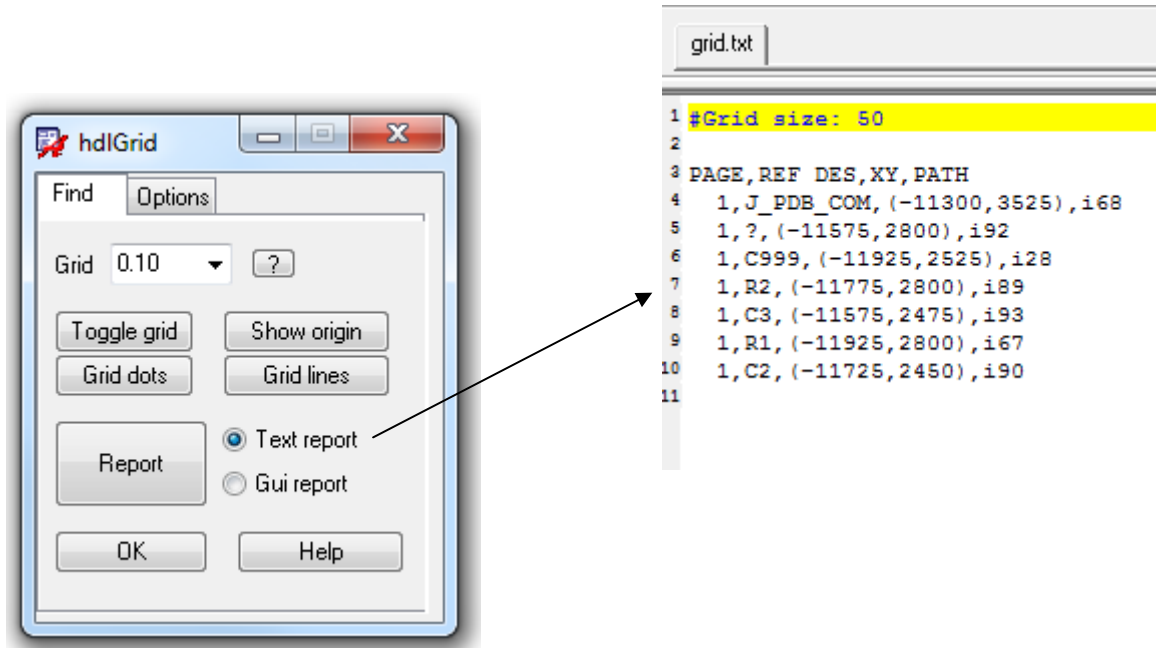 hdlGrid
Find Options
Grid 0.10 ?
Toggle grid Show origin
Grid dots Grid lines
Report
Text report
Gui report
OK Help
grid.txt
1 #Grid size: 50
2
3 PAGE,REF DES,XY,PATH
4 1,J_PDB_COM,(-11300,3525),i68
5 1,?,(-11575,2800),i92
6 1,C999,(-11925,2525),i28
7 1,R2,(-11775,2800),i89
8 1,C3,(-11575,2475),i93
9 1,R1,(-11925,2800),i67
10 1,C2,(-11725,2450),i90
11